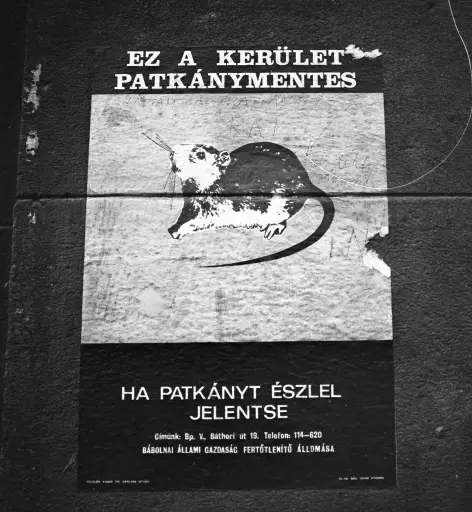 EZ A KERÜLET
PATKÁNYMENTES
HA PATKÁNYT ÉSZLEL
JELENTSE
Címünk: Bp. V., Báthori út 19. Telefon: 114–620
BÁBOLNAI ÁLLAMI GAZDASÁG FERTŐTLENÍTŐ ÁLLOMÁSA